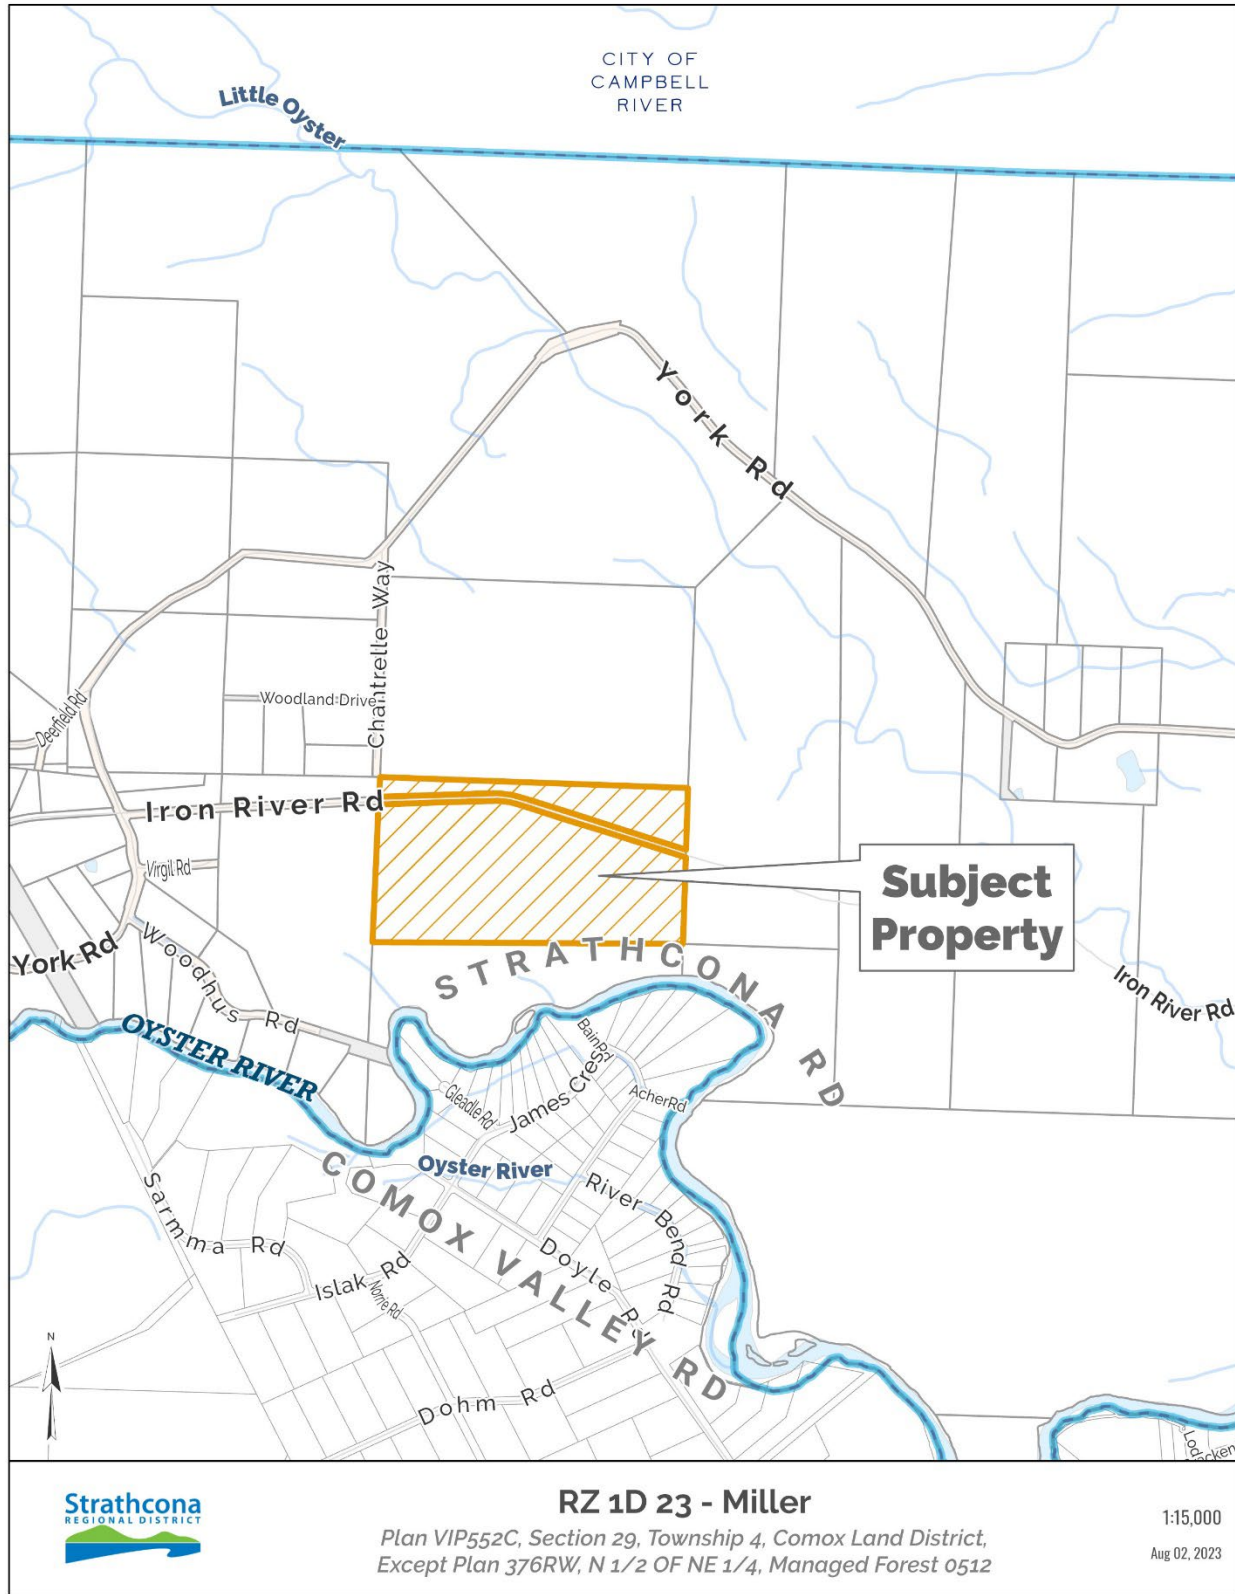 CITY OF
CAMPBELL
RIVER
Little Oyster
York Rd
Chantrelle Way
Woodland Drive
Deerfield Rd
Iron River Rd
Virgil Rd
Subject
Property
York Rd
Woodhus Rd
STRATHCONA RD
Iron River Rd
OYSTER RIVER
Bain Rd
Gleadle Rd
James Cres
Acher Rd
Oyster River
COMOX VALLEY RD
River Bend Rd
Sarmma Rd
Islak Rd
Norrie Rd
Doyle Rd
Dohm Rd
N
Strathcona
REGIONAL DISTRICT
RZ 1D 23 - Miller
Plan VIP552C, Section 29, Township 4, Comox Land District,
Except Plan 376RW, N 1/2 OF NE 1/4, Managed Forest 0512
1:15,000
Aug 02, 2023